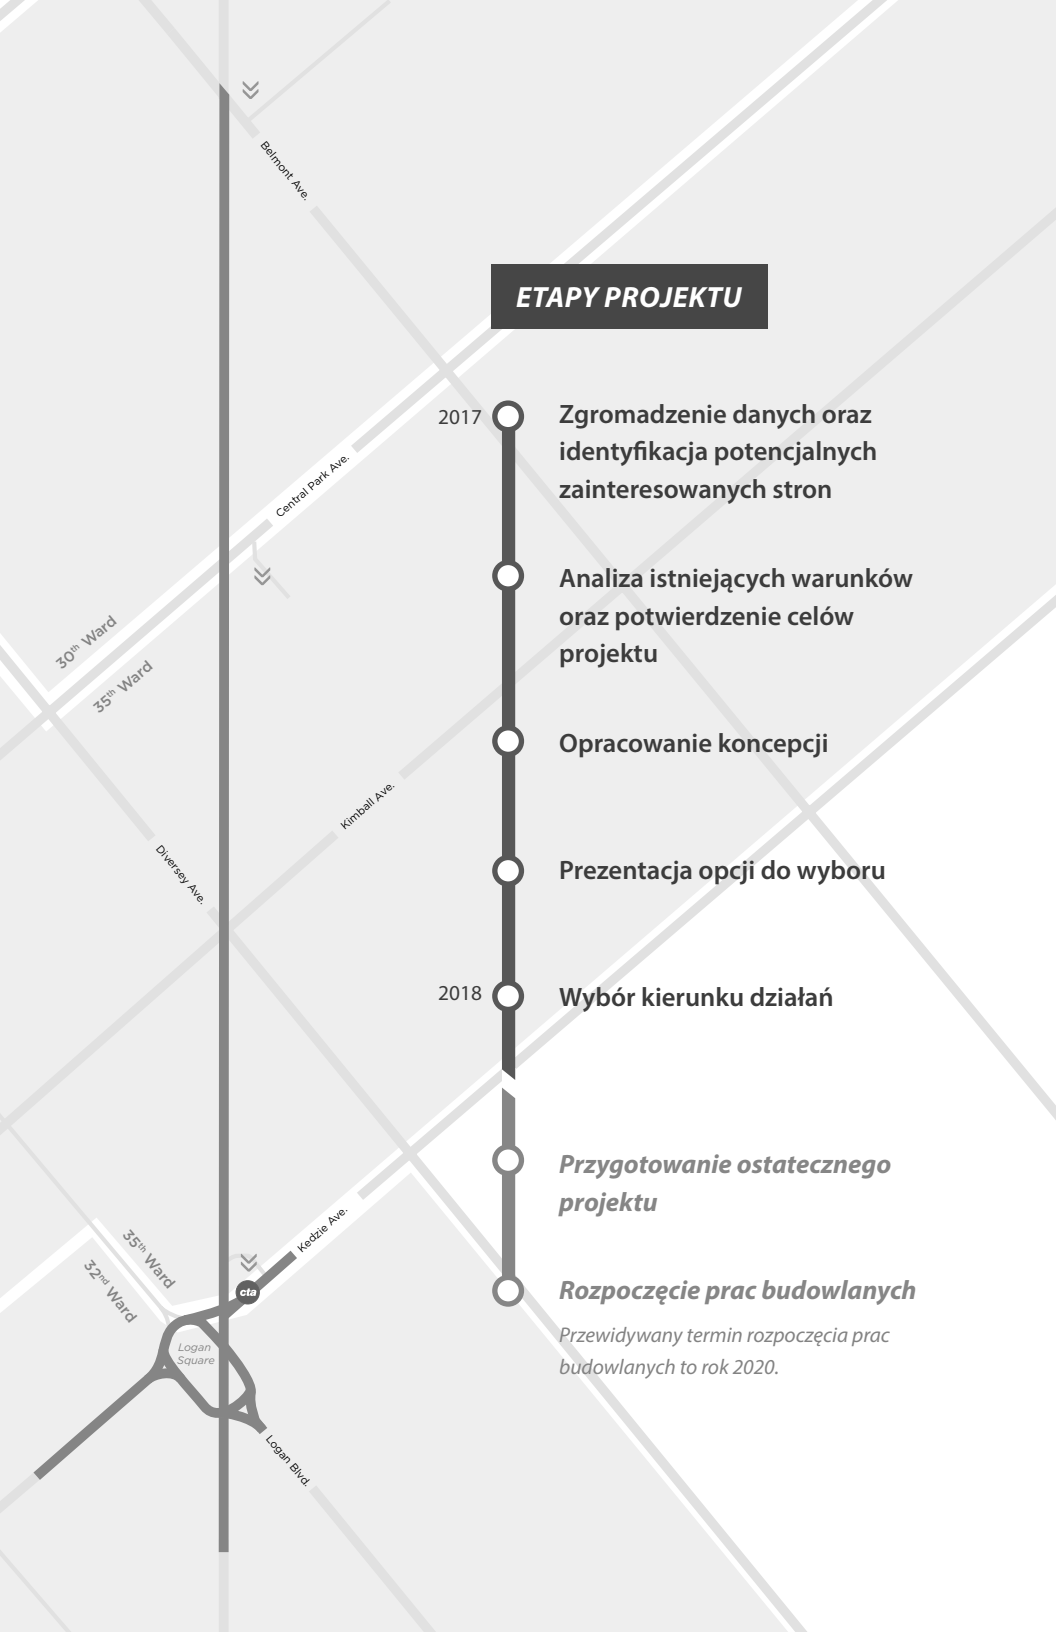 Belmont Ave.
ETAPY PROJEKTU
2017
Zgromadzenie danych oraz
identyfikacja potencjalnych
zainteresowanych stron
Central Park Ave.
Analiza istniejących warunków
oraz potwierdzenie celów
projektu
30th Ward
35th Ward
Opracowanie koncepcji
Kimball Ave.
Diversey Ave.
Prezentacja opcji do wyboru
2018
Wybór kierunku działań
Przygotowanie ostatecznego
projektu
Kedzie Ave.
35th Ward
32nd Ward
cta
Rozpoczęcie prac budowlanych
Przewidywany termin rozpoczęcia prac
budowlanych to rok 2020.
Logan
Square
Logan Blvd.